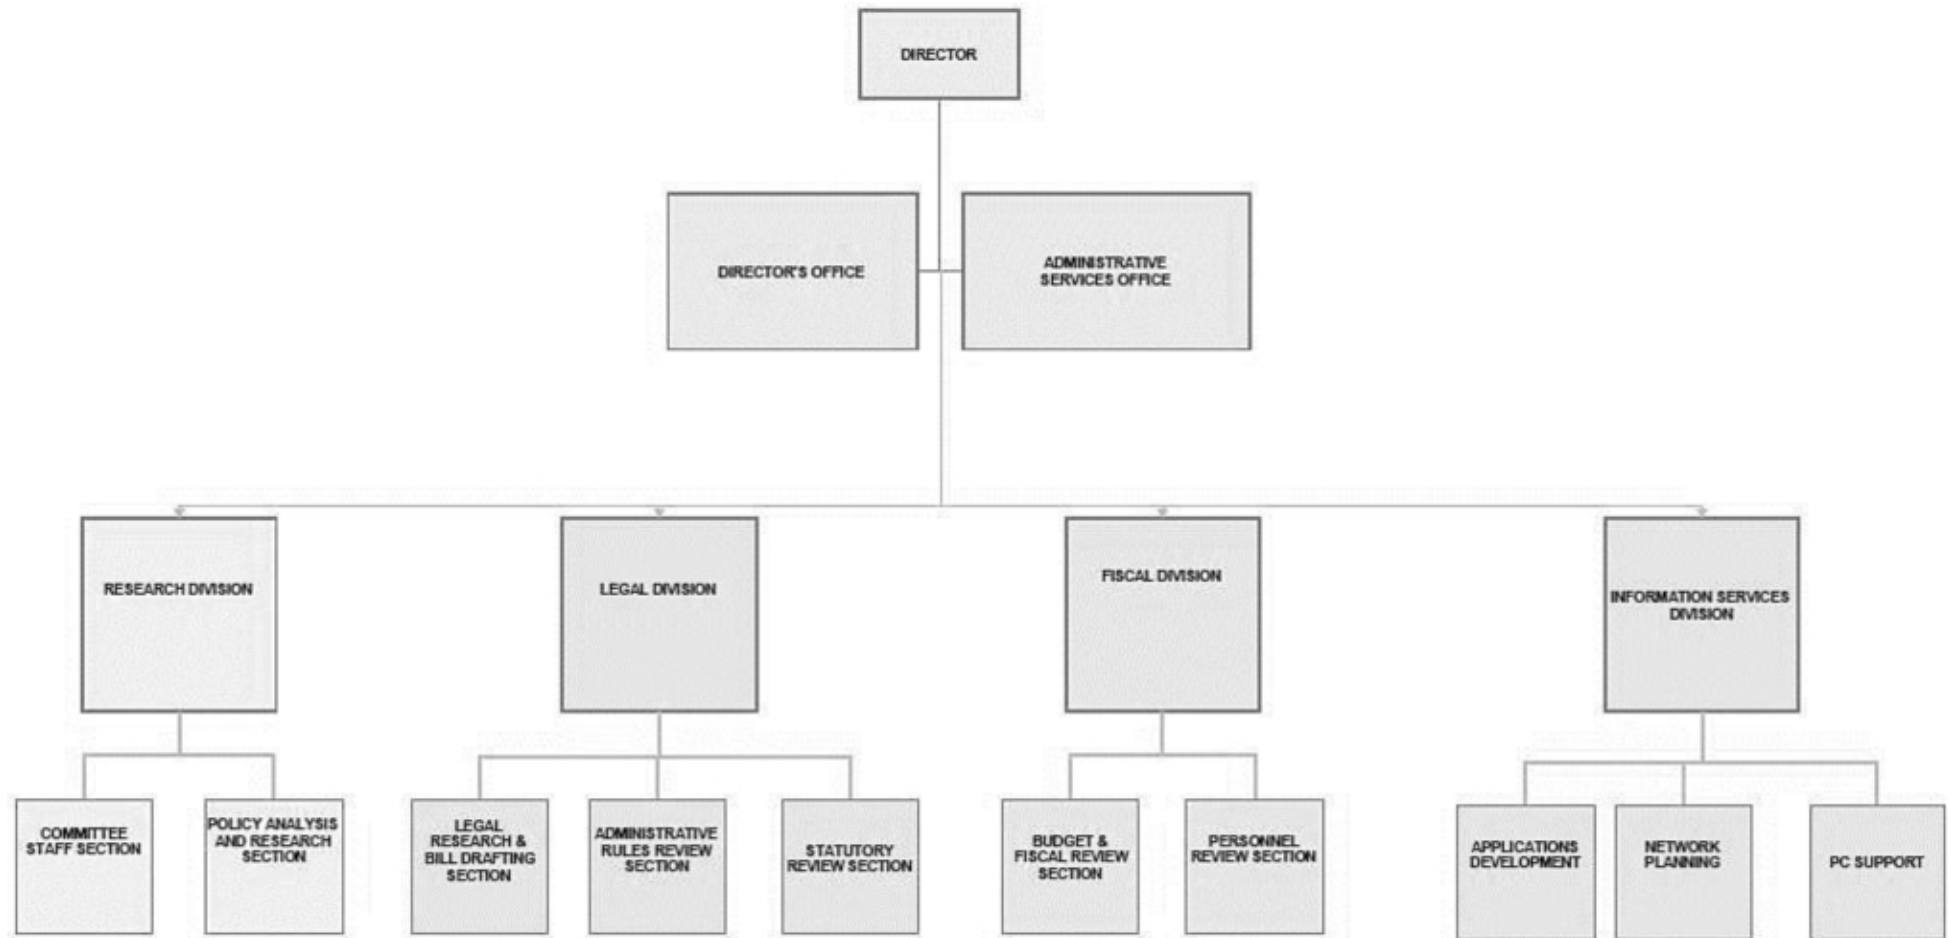 DIRECTOR
DIRECTOR'S OFFICE
ADMINISTRATIVE
SERVICES OFFICE
RESEARCH DIVISION
LEGAL DIVISION
FISCAL DIVISION
INFORMATION SERVICES
DIVISION
COMMITTEE
STAFF SECTION
POLICY ANALYSIS
AND RESEARCH
SECTION
LEGAL
RESEARCH &
BILL DRAFTING
SECTION
ADMINISTRATIVE
RULES REVIEW
SECTION
STATUTORY
REVIEW SECTION
BUDGET &
FISCAL REVIEW
SECTION
PERSONNEL
REVIEW SECTION
APPLICATIONS
DEVELOPMENT
NETWORK
PLANNING
PC SUPPORT